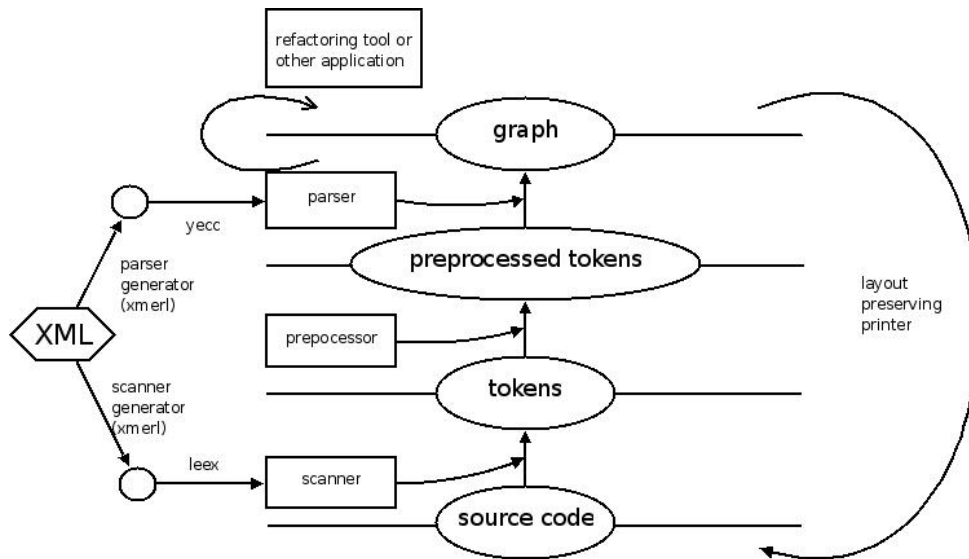 refactoring tool or
other application
graph
parser
yecc
preprocessed tokens
parser
generator
(xmerl)
layout
preserving
printer
XML
prepocessor
tokens
scanner
generator
(xmerl)
leex
scanner
source code